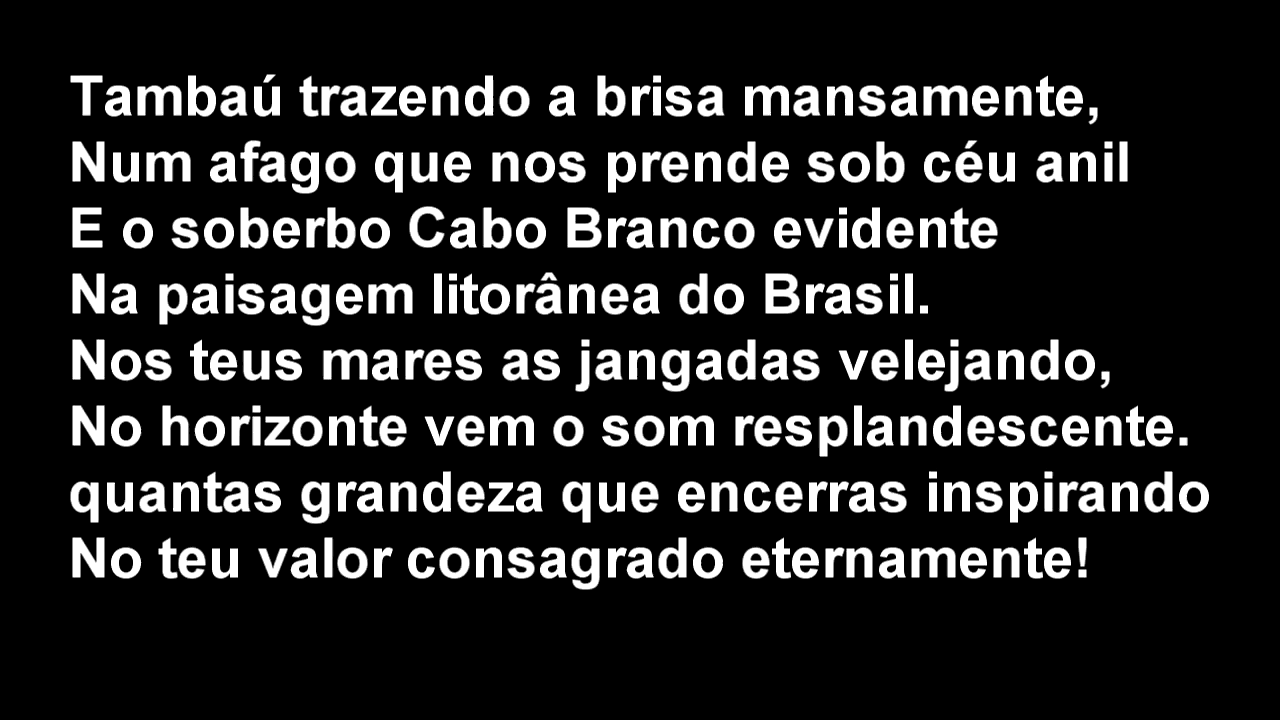 Tambaú trazendo a brisa mansamente,
Num afago que nos prende sob céu anil
E o soberbo Cabo Branco evidente
Na paisagem litorânea do Brasil.
Nos teus mares as jangadas velejando,
No horizonte vem o som resplandescente.
quantas grandeza que encerras inspirando
No teu valor consagrado eternamente!